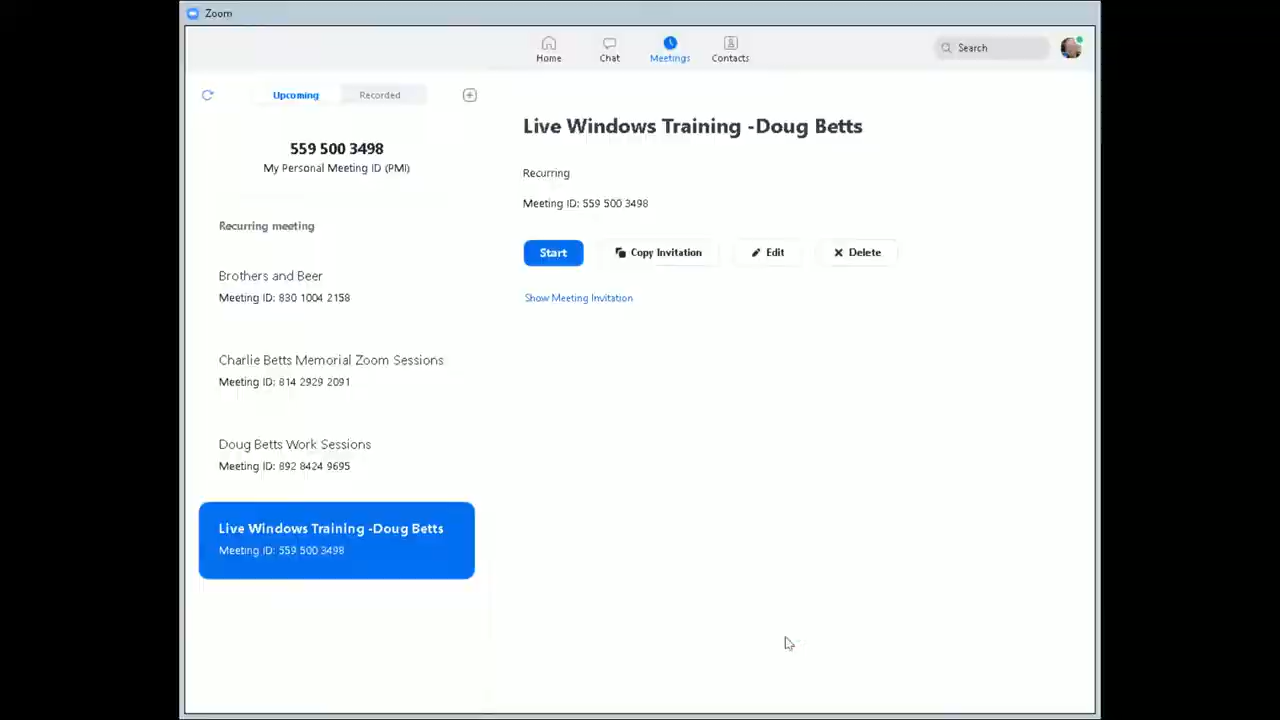 Zoom
Home
Chat
Meetings
Contacts
Search
Upcoming
Recorded
559 500 3498
My Personal Meeting ID (PMI)
Recurring meeting
Brothers and Beer
Meeting ID: 830 1004 2158
Charlie Betts Memorial Zoom Sessions
Meeting ID: 814 2929 2091
Doug Betts Work Sessions
Meeting ID: 892 8424 9695
Live Windows Training -Doug Betts
Meeting ID: 559 500 3498
Live Windows Training -Doug Betts
Recurring
Meeting ID: 559 500 3498
Start
Copy Invitation
Edit
Delete
Show Meeting Invitation